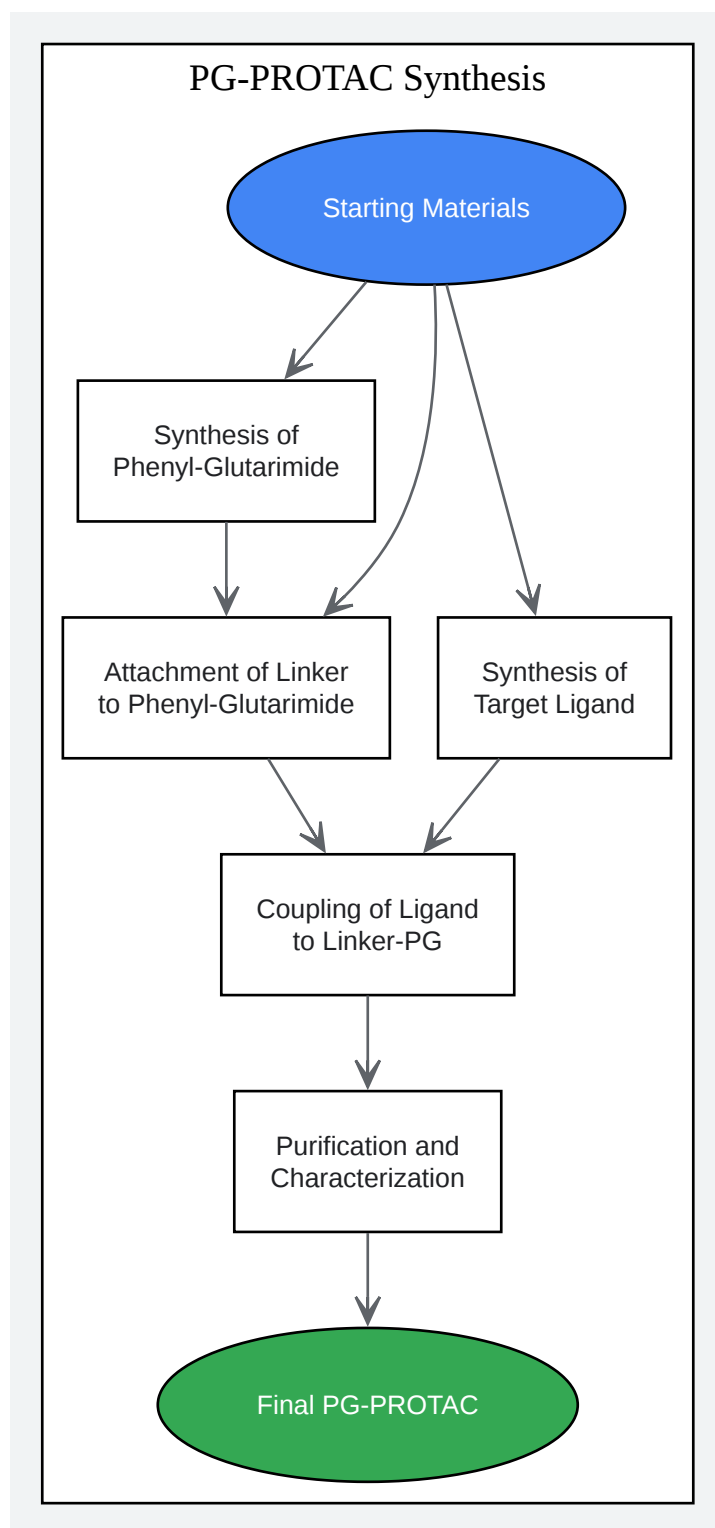 PG-PROTAC Synthesis
Starting Materials
Synthesis of
Phenyl-Glutarimide
Attachment of Linker
to Phenyl-Glutarimide
Synthesis of
Target Ligand
Coupling of Ligand
to Linker-PG
Purification and
Characterization
Final PG-PROTAC